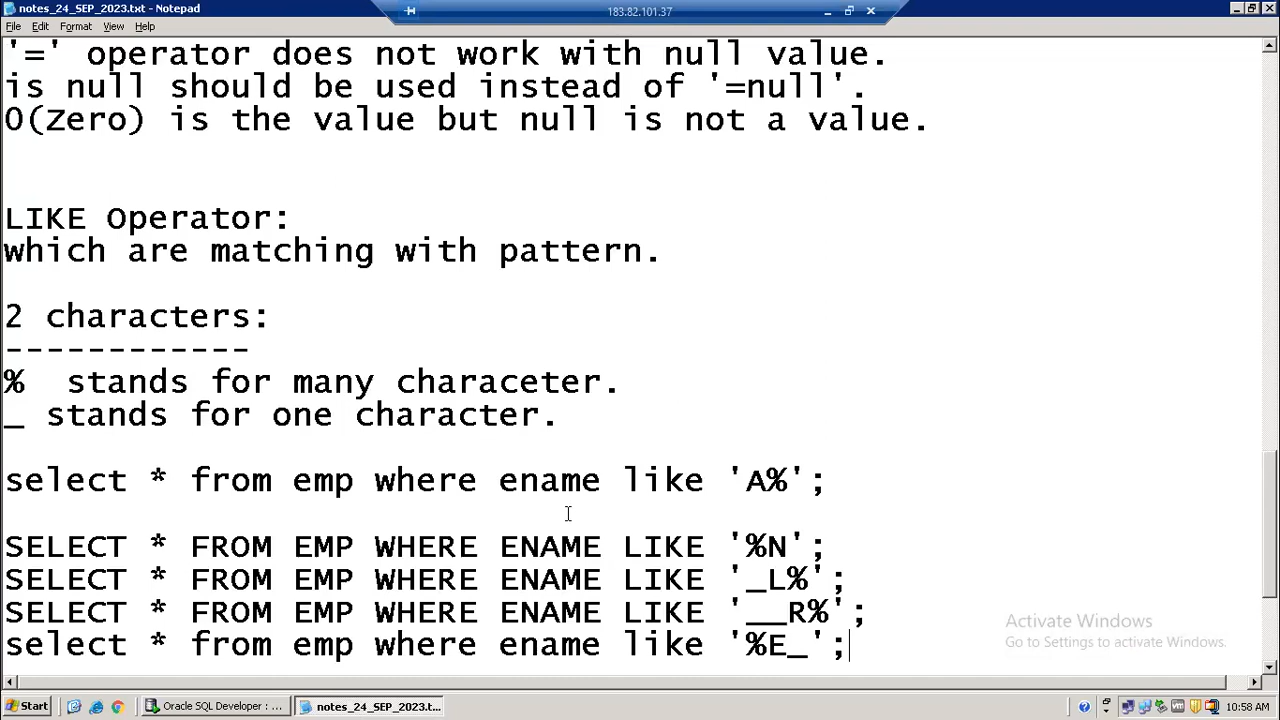 notes_24_SEP_2023.txt - Notepad
183.82.101.37
File Edit Format View Help
'=' operator does not work with null value.
is null should be used instead of '=null'.
0(Zero) is the value but null is not a value.
LIKE Operator:
which are matching with pattern.
2 characters:
------------
%  stands for many characeter.
_ stands for one character.
select * from emp where ename like 'A%';
SELECT * FROM EMP WHERE ENAME LIKE '%N';
SELECT * FROM EMP WHERE ENAME LIKE '_L%';
SELECT * FROM EMP WHERE ENAME LIKE '__R%';
select * from emp where ename like '%E_';
Activate Windows
Go to Settings to activate Windows.
Start
Oracle SQL Developer : ...
notes_24_SEP_2023.t...
10:58 AM